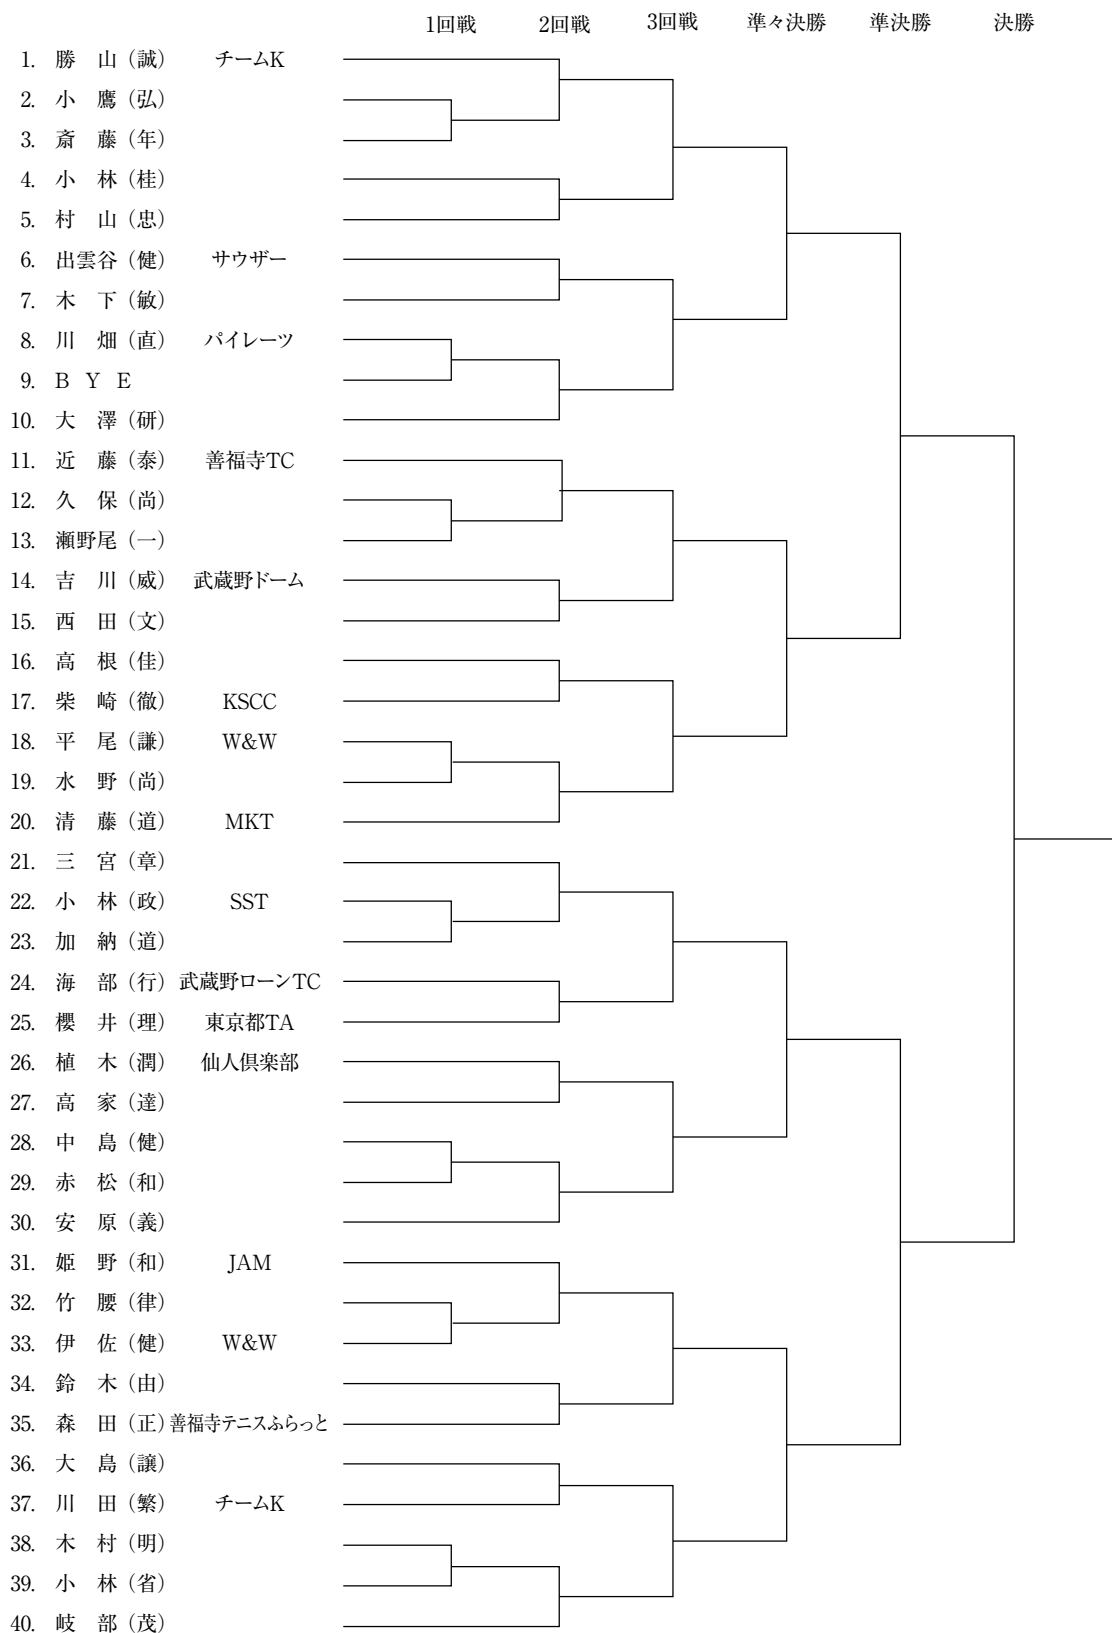 1回戦 2回戦 3回戦 準々決勝 準決勝 決勝
1. 勝 山（誠） チームK
2. 小 鷹（弘）
3. 斎 藤（年）
4. 小 林（桂）
5. 村 山（忠）
6. 出雲谷（健） サウザー
7. 木 下（敏）
8. 川 畑（直） パイレーツ
9. B Y E
10. 大 澤（研）
11. 近 藤（泰） 善福寺TC
12. 久 保（尚）
13. 瀬野尾（一）
14. 吉 川（威） 武蔵野ドーム
15. 西 田（文）
16. 高 根（佳）
17. 柴 崎（徹） KSCC
18. 平 尾（謙） W&W
19. 水 野（尚）
20. 清 藤（道） MKT
21. 三 宮（章）
22. 小 林（政） SST
23. 加 納（道）
24. 海 部（行） 武蔵野ローンTC
25. 櫻 井（理） 東京都TA
26. 植 木（潤） 仙人倶楽部
27. 高 家（達）
28. 中 島（健）
29. 赤 松（和）
30. 安 原（義）
31. 姫 野（和） JAM
32. 竹 腰（律）
33. 伊 佐（健） W&W
34. 鈴 木（由）
35. 森 田（正） 善福寺テニスふらっと
36. 大 島（譲）
37. 川 田（繁） チームK
38. 木 村（明）
39. 小 林（省）
40. 岐 部（茂）